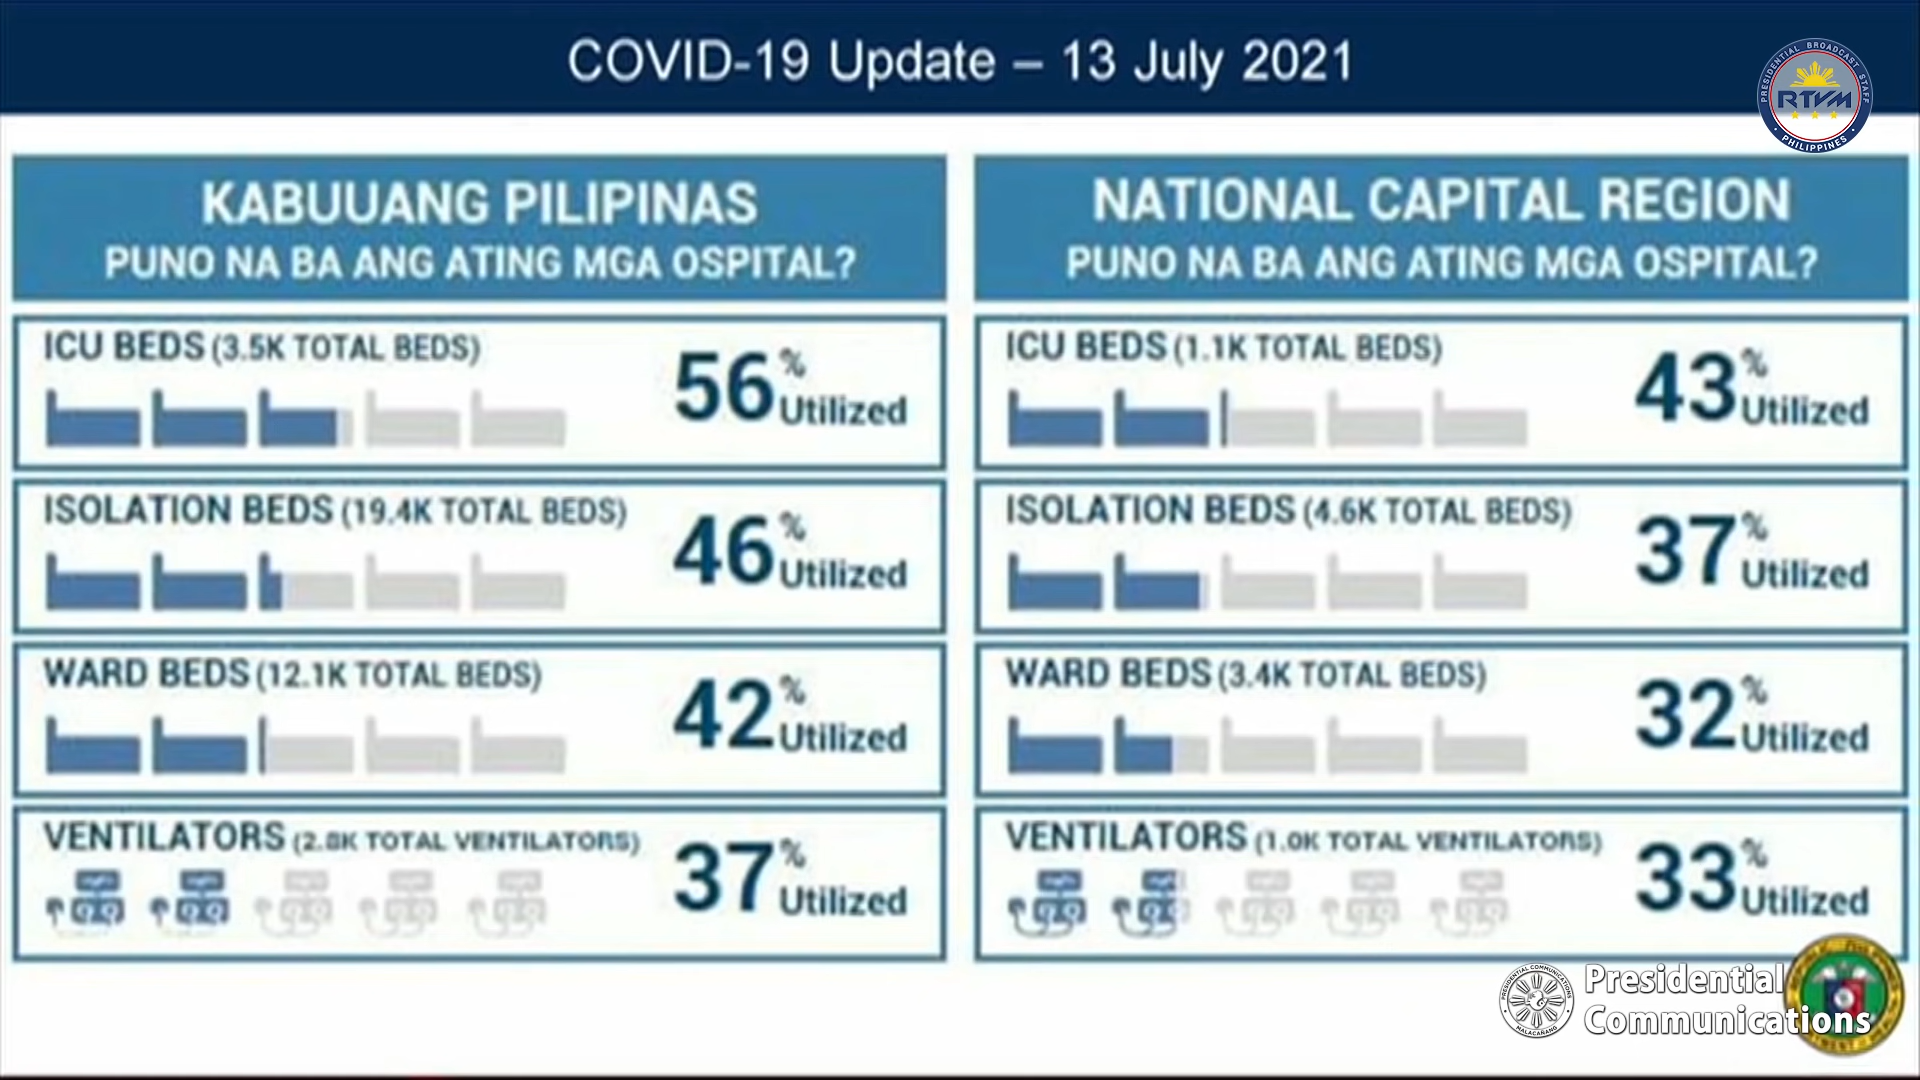 COVID-19 Update – 13 July 2021
PRESIDENTIAL BROADCAST STAFF
RTVM
PHILIPPINES
KABUUANG PILIPINAS
PUNO NA BA ANG ATING MGA OSPITAL?
ICU BEDS (3.5K TOTAL BEDS)
56% Utilized
ISOLATION BEDS (19.4K TOTAL BEDS)
46% Utilized
WARD BEDS (12.1K TOTAL BEDS)
42% Utilized
VENTILATORS (2.8K TOTAL VENTILATORS)
37% Utilized
NATIONAL CAPITAL REGION
PUNO NA BA ANG ATING MGA OSPITAL?
ICU BEDS (1.1K TOTAL BEDS)
43% Utilized
ISOLATION BEDS (4.6K TOTAL BEDS)
37% Utilized
WARD BEDS (3.4K TOTAL BEDS)
32% Utilized
VENTILATORS (1.0K TOTAL VENTILATORS)
33% Utilized
PRESIDENTIAL COMMUNICATIONS
MALACAÑANG
Presidential
Communications